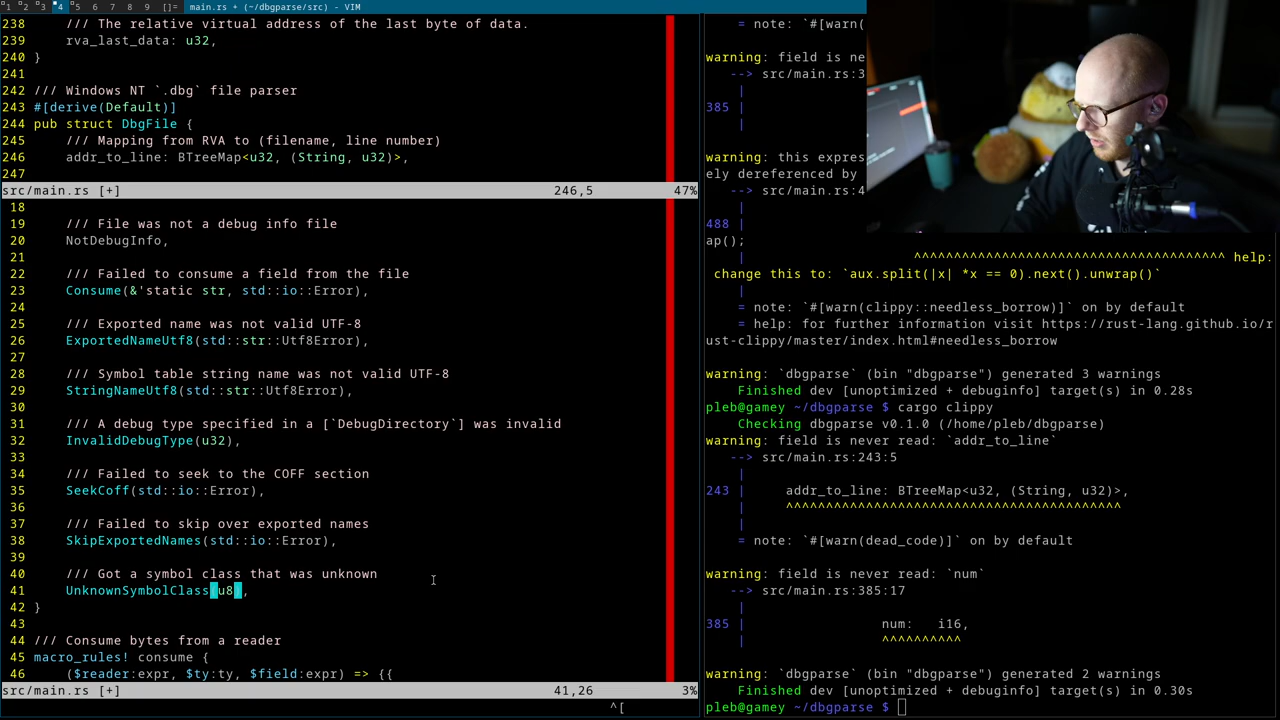 1 2 3 4 5 6 7 8 9 []= main.rs + (~/dbgparse/src) - VIM
238     /// The relative virtual address of the last byte of data.
239     rva_last_data: u32,
240 }
241
242 /// Windows NT `.dbg` file parser
243 #[derive(Default)]
244 pub struct DbgFile {
245     /// Mapping from RVA to (filename, line number)
246     addr_to_line: BTreeMap<u32, (String, u32)>,
247
src/main.rs [+] 246,5 47%
18
19     /// File was not a debug info file
20     NotDebugInfo,
21
22     /// Failed to consume a field from the file
23     Consume(&'static str, std::io::Error),
24
25     /// Exported name was not valid UTF-8
26     ExportedNameUtf8(std::str::Utf8Error),
27
28     /// Symbol table string name was not valid UTF-8
29     StringNameUtf8(std::str::Utf8Error),
30
31     /// A debug type specified in a [`DebugDirectory`] was invalid
32     InvalidDebugType(u32),
33
34     /// Failed to seek to the COFF section
35     SeekCoff(std::io::Error),
36
37     /// Failed to skip over exported names
38     SkipExportedNames(std::io::Error),
39
40     /// Got a symbol class that was unknown
41     UnknownSymbolClass(u8),
42 }
43
44 /// Consume bytes from a reader
45 macro_rules! consume {
46     ($reader:expr, $ty:ty, $field:expr) => {{
src/main.rs [+] 41,26 3%
^[
= note: `#[warn(
warning: field is ne
--> src/main.rs:3
|
385 |
|
warning: this expres
ely dereferenced by
--> src/main.rs:4
|
488 |
ap();
| ^^^^^^^^^^^^^^^^^^^^^^^^^^^^^^^^^^^^^^^ help:
change this to: `aux.split(|x| *x == 0).next().unwrap()`
|
= note: `#[warn(clippy::needless_borrow)]` on by default
= help: for further information visit https://rust-lang.github.io/r
ust-clippy/master/index.html#needless_borrow
warning: `dbgparse` (bin "dbgparse") generated 3 warnings
Finished dev [unoptimized + debuginfo] target(s) in 0.28s
pleb@gamey ~/dbgparse $ cargo clippy
Checking dbgparse v0.1.0 (/home/pleb/dbgparse)
warning: field is never read: `addr_to_line`
--> src/main.rs:243:5
|
243 |     addr_to_line: BTreeMap<u32, (String, u32)>,
|     ^^^^^^^^^^^^^^^^^^^^^^^^^^^^^^^^^^^^^^^^^^
|
= note: `#[warn(dead_code)]` on by default
warning: field is never read: `num`
--> src/main.rs:385:17
|
385 |                 num:   i16,
|                 ^^^^^^^^^^
warning: `dbgparse` (bin "dbgparse") generated 2 warnings
Finished dev [unoptimized + debuginfo] target(s) in 0.30s
pleb@gamey ~/dbgparse $